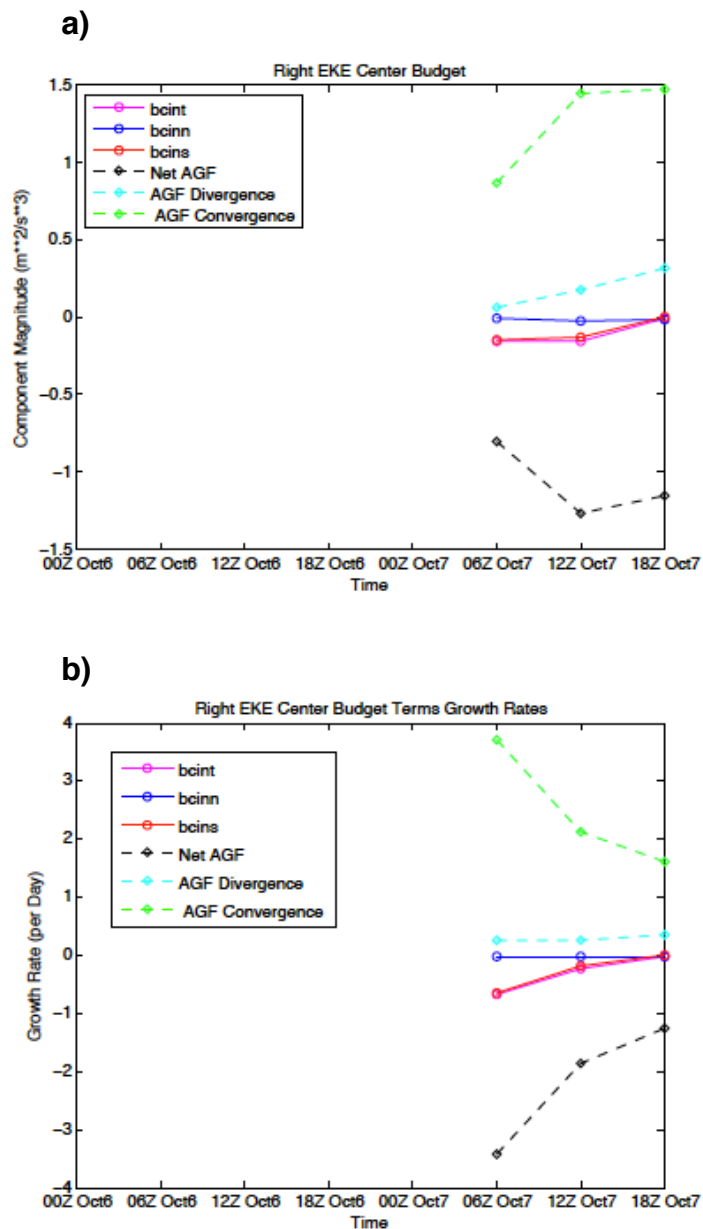 a)
Right EKE Center Budget
1.5
1
0.5
0
−0.5
−1
−1.5
Component Magnitude (m**2/s**3)
bcint
bcinn
bcins
Net AGF
AGF Divergence
AGF Convergence
00Z Oct6 06Z Oct6 12Z Oct6 18Z Oct6 00Z Oct7 06Z Oct7 12Z Oct7 18Z Oct7
Time
b)
Right EKE Center Budget Terms Growth Rates
4
3
2
1
0
−1
−2
−3
−4
Growth Rate (per Day)
bcint
bcinn
bcins
Net AGF
AGF Divergence
AGF Convergence
00Z Oct6 06Z Oct6 12Z Oct6 18Z Oct6 00Z Oct7 06Z Oct7 12Z Oct7 18Z Oct7
Time